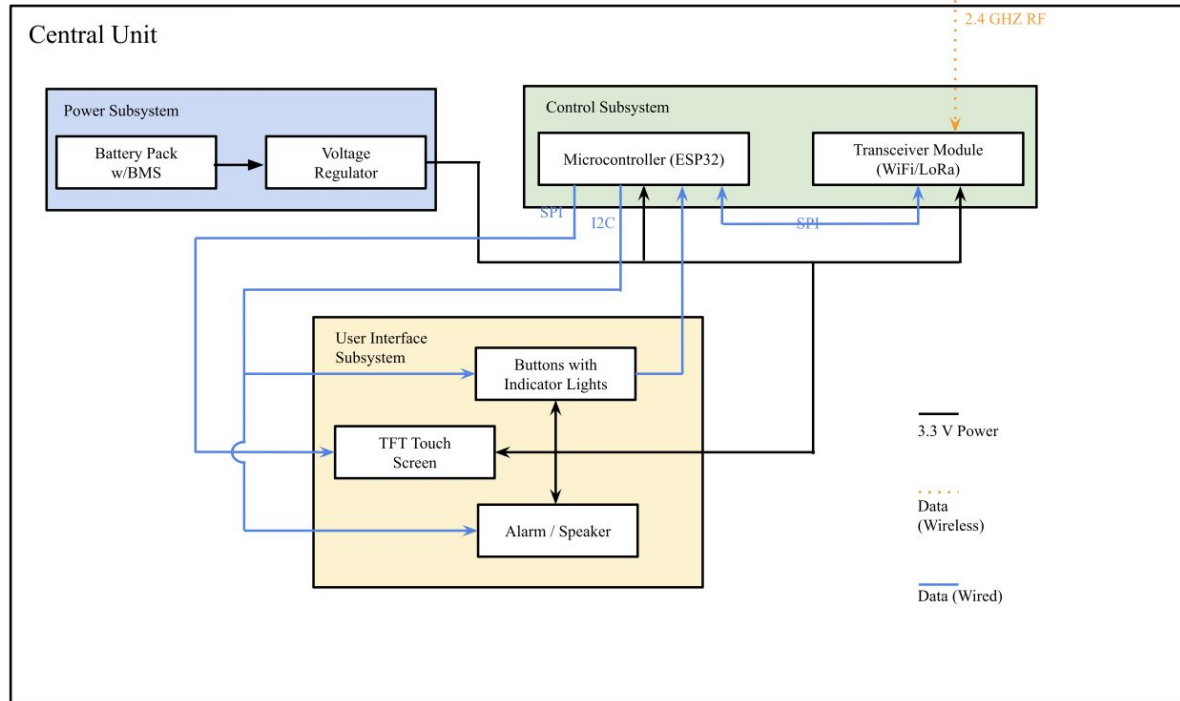 2.4 GHZ RF
Central Unit
Power Subsystem
Battery Pack
w/BMS
Voltage
Regulator
Control Subsystem
Microcontroller (ESP32)
Transceiver Module
(WiFi/LoRa)
SPI
I2C
SPI
User Interface
Subsystem
Buttons with
Indicator Lights
TFT Touch
Screen
Alarm / Speaker
3.3 V Power
Data
(Wireless)
Data (Wired)